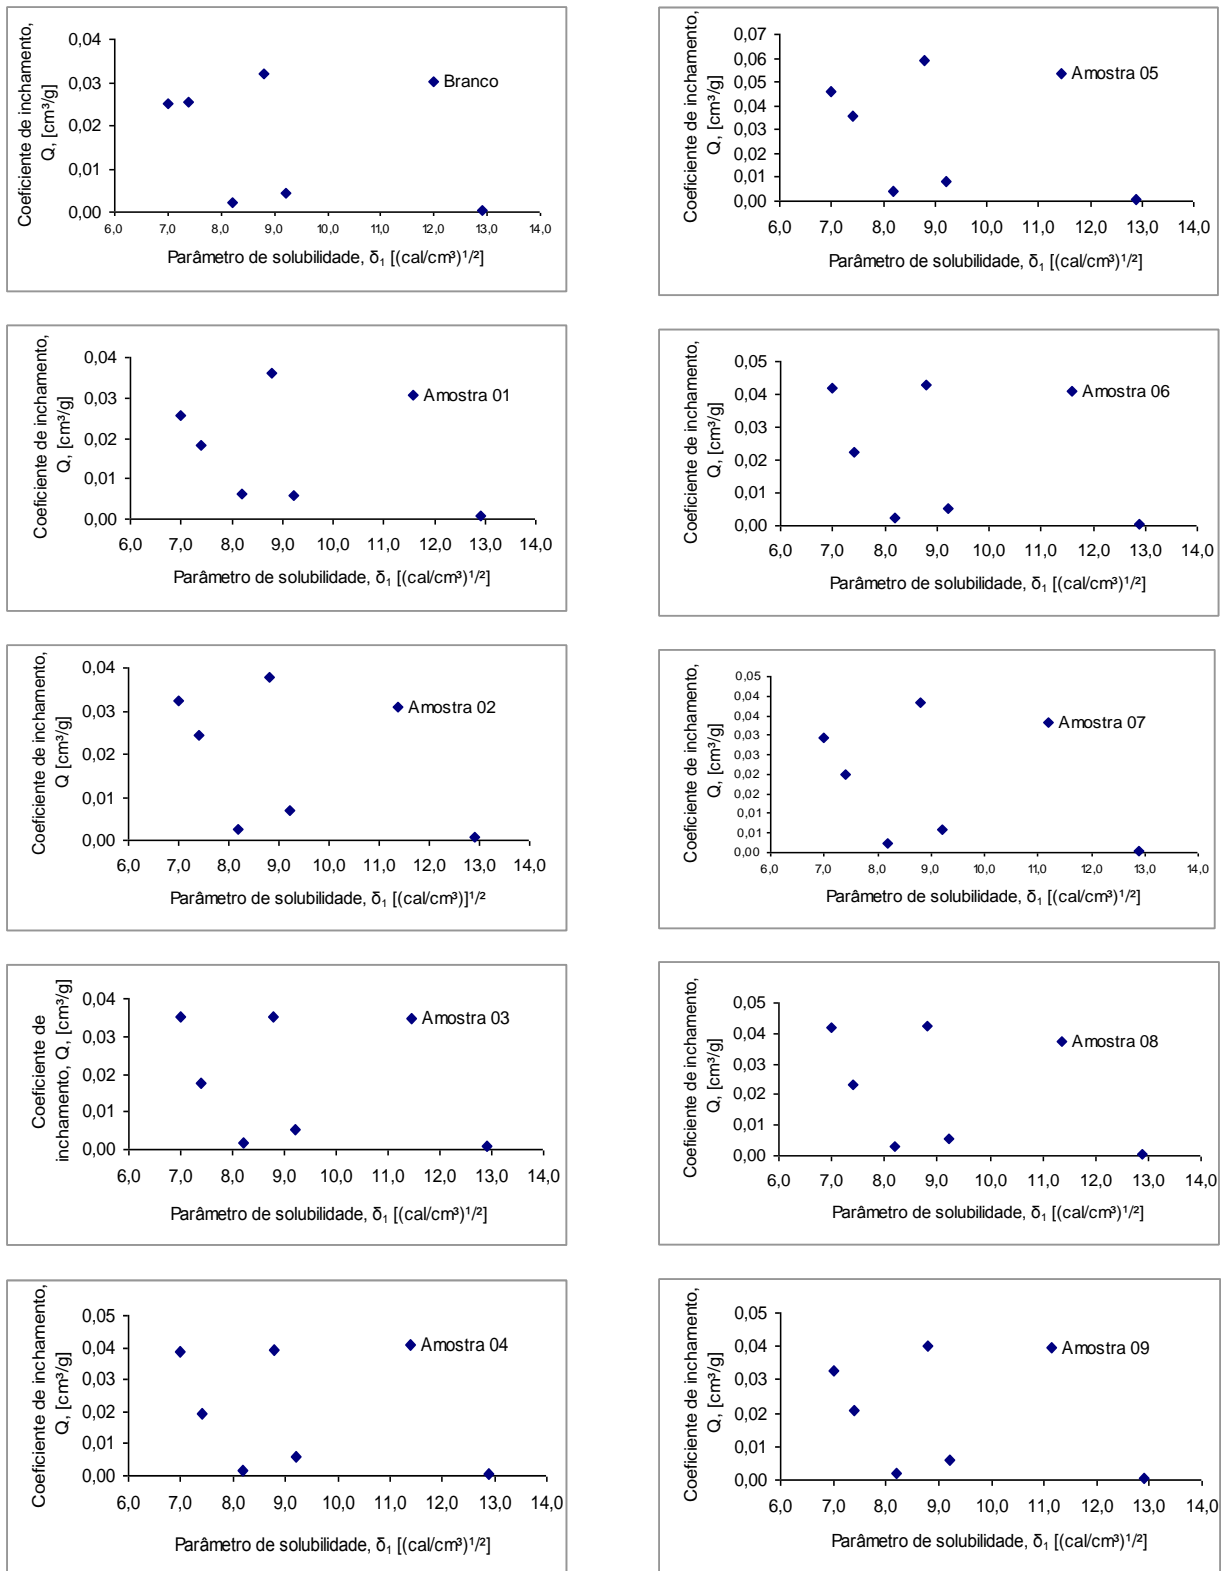 Coeficiente de inchamento,
Q, [cm³/g]
0,04
0,03
0,02
0,01
0,00
6,0 7,0 8,0 9,0 10,0 11,0 12,0 13,0 14,0
Parâmetro de solubilidade, δ₁ [(cal/cm³)¹/²]
Branco
Coeficiente de inchamento,
Q, [cm³/g]
0,07
0,06
0,05
0,04
0,03
0,02
0,01
0,00
6,0 7,0 8,0 9,0 10,0 11,0 12,0 13,0 14,0
Parâmetro de solubilidade, δ₁ [(cal/cm³)¹/²]
Amostra 05
Coeficiente de inchamento,
Q, [cm³/g]
0,04
0,03
0,02
0,01
0,00
6,0 7,0 8,0 9,0 10,0 11,0 12,0 13,0 14,0
Parâmetro de solubilidade, δ₁ [(cal/cm³)¹/²]
Amostra 01
Coeficiente de inchamento,
Q, [cm³/g]
0,05
0,04
0,03
0,02
0,01
0,00
6,0 7,0 8,0 9,0 10,0 11,0 12,0 13,0 14,0
Parâmetro de solubilidade, δ₁ [(cal/cm³)¹/²]
Amostra 06
Coeficiente de inchamento,
Q [cm³/g]
0,04
0,03
0,02
0,01
0,00
6,0 7,0 8,0 9,0 10,0 11,0 12,0 13,0 14,0
Parâmetro de solubilidade, δ₁ [(cal/cm³)]¹/²
Amostra 02
Coeficiente de inchamento,
Q, [cm³/g]
0,05
0,04
0,04
0,03
0,03
0,02
0,02
0,01
0,01
0,00
6,0 7,0 8,0 9,0 10,0 11,0 12,0 13,0 14,0
Parâmetro de solubilidade, δ₁ [(cal/cm³)¹/²]
Amostra 07
Coeficiente de
inchamento, Q, [cm³/g]
0,04
0,03
0,02
0,01
0,00
6,0 7,0 8,0 9,0 10,0 11,0 12,0 13,0 14,0
Parâmetro de solubilidade, δ₁ [(cal/cm³)¹/²]
Amostra 03
Coeficiente de inchamento,
Q, [cm³/g]
0,05
0,04
0,03
0,02
0,01
0,00
6,0 7,0 8,0 9,0 10,0 11,0 12,0 13,0 14,0
Parâmetro de solubilidade, δ₁ [(cal/cm³)¹/²]
Amostra 08
Coeficiente de inchamento,
Q, [cm³/g]
0,05
0,04
0,03
0,02
0,01
0,00
6,0 7,0 8,0 9,0 10,0 11,0 12,0 13,0 14,0
Parâmetro de solubilidade, δ₁ [(cal/cm³)¹/²]
Amostra 04
Coeficiente de inchamento,
Q, [cm³/g]
0,05
0,04
0,03
0,02
0,01
0,00
6,0 7,0 8,0 9,0 10,0 11,0 12,0 13,0 14,0
Parâmetro de solubilidade, δ₁ [(cal/cm³)¹/²]
Amostra 09